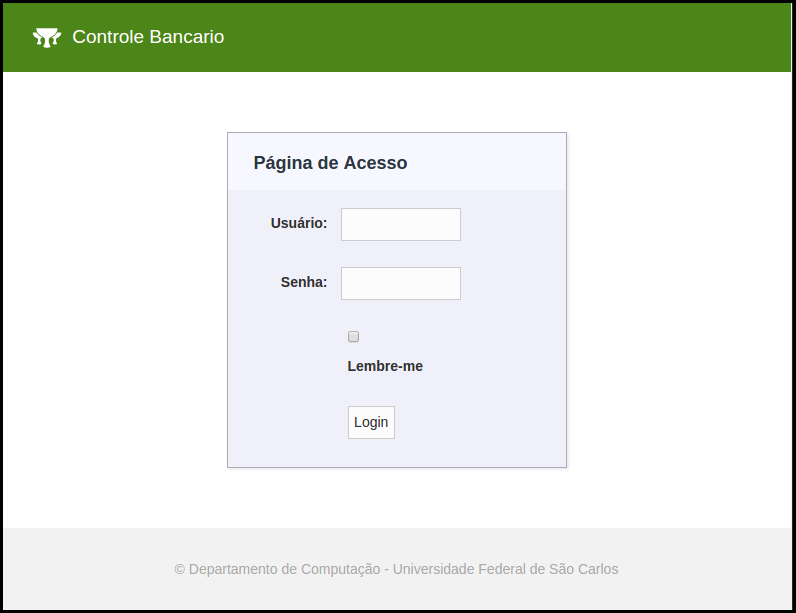 Controle Bancario
Página de Acesso
Usuário:
Senha:
Lembre-me
Login
© Departamento de Computação - Universidade Federal de São Carlos